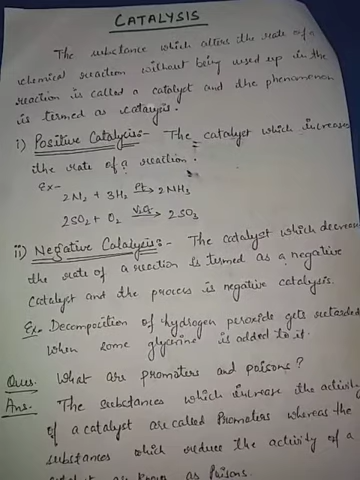 CATALYSIS
The substance which alters the rate of a
chemical reaction without being used up in the
reaction is called a catalyst and the phenomenon
is termed as catalysis.
i) Positive Catalysis:- The catalyst which increases
the rate of a reaction.
Ex-
2N2 + 3H2 Pt→ 2NH3
2SO2 + O2 V2O5→ 2SO3
ii) Negative Catalysis:- The catalyst which decrease
the rate of a reaction is termed as a negative
catalyst and the process is negative catalysis.
Ex. Decomposition of hydrogen peroxide gets retarded
when some glycerine is added to it.
Ques. What are promoters and poisons?
Ans. The substances which increase the activity
of a catalyst are called Promoters whereas the
substances which reduce the activity of a
catalyst are known as Poisons.